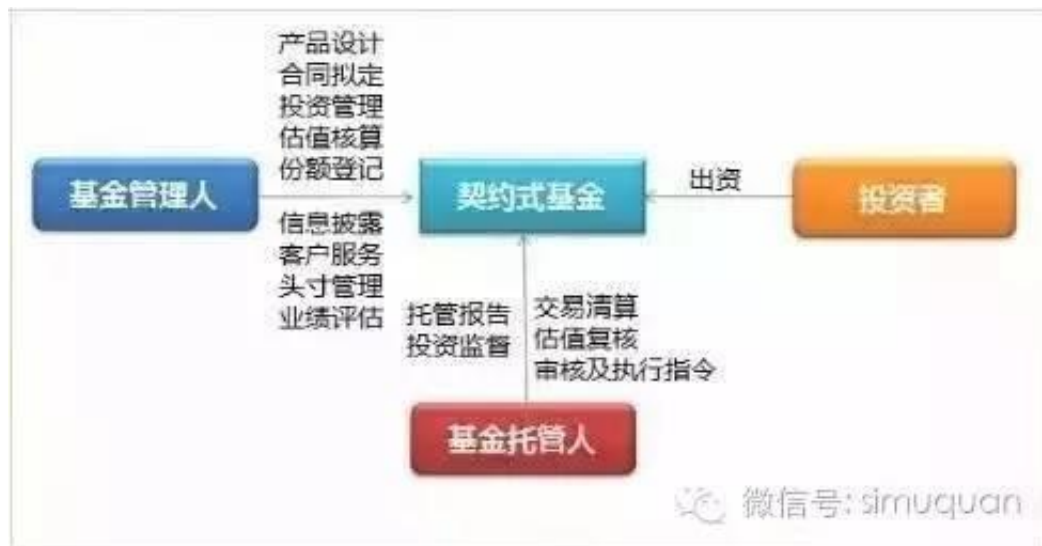 产品设计
合同拟定
投资管理
估值核算
份额登记
基金管理人
契约式基金
出资
投资者
信息披露
客户服务
头寸管理
业绩评估
托管报告
投资监督
交易清算
估值复核
审核及执行指令
基金托管人
微信号: simuquan